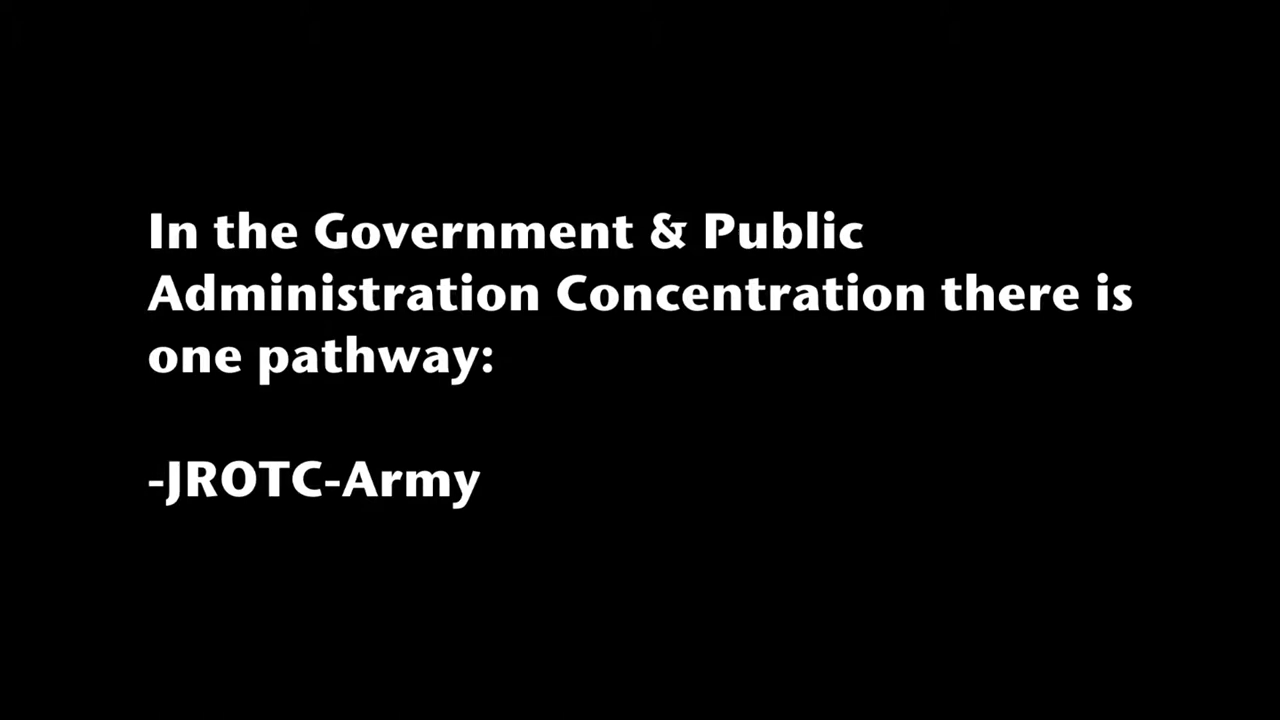 In the Government & Public
Administration Concentration there is
one pathway:
-JROTC-Army